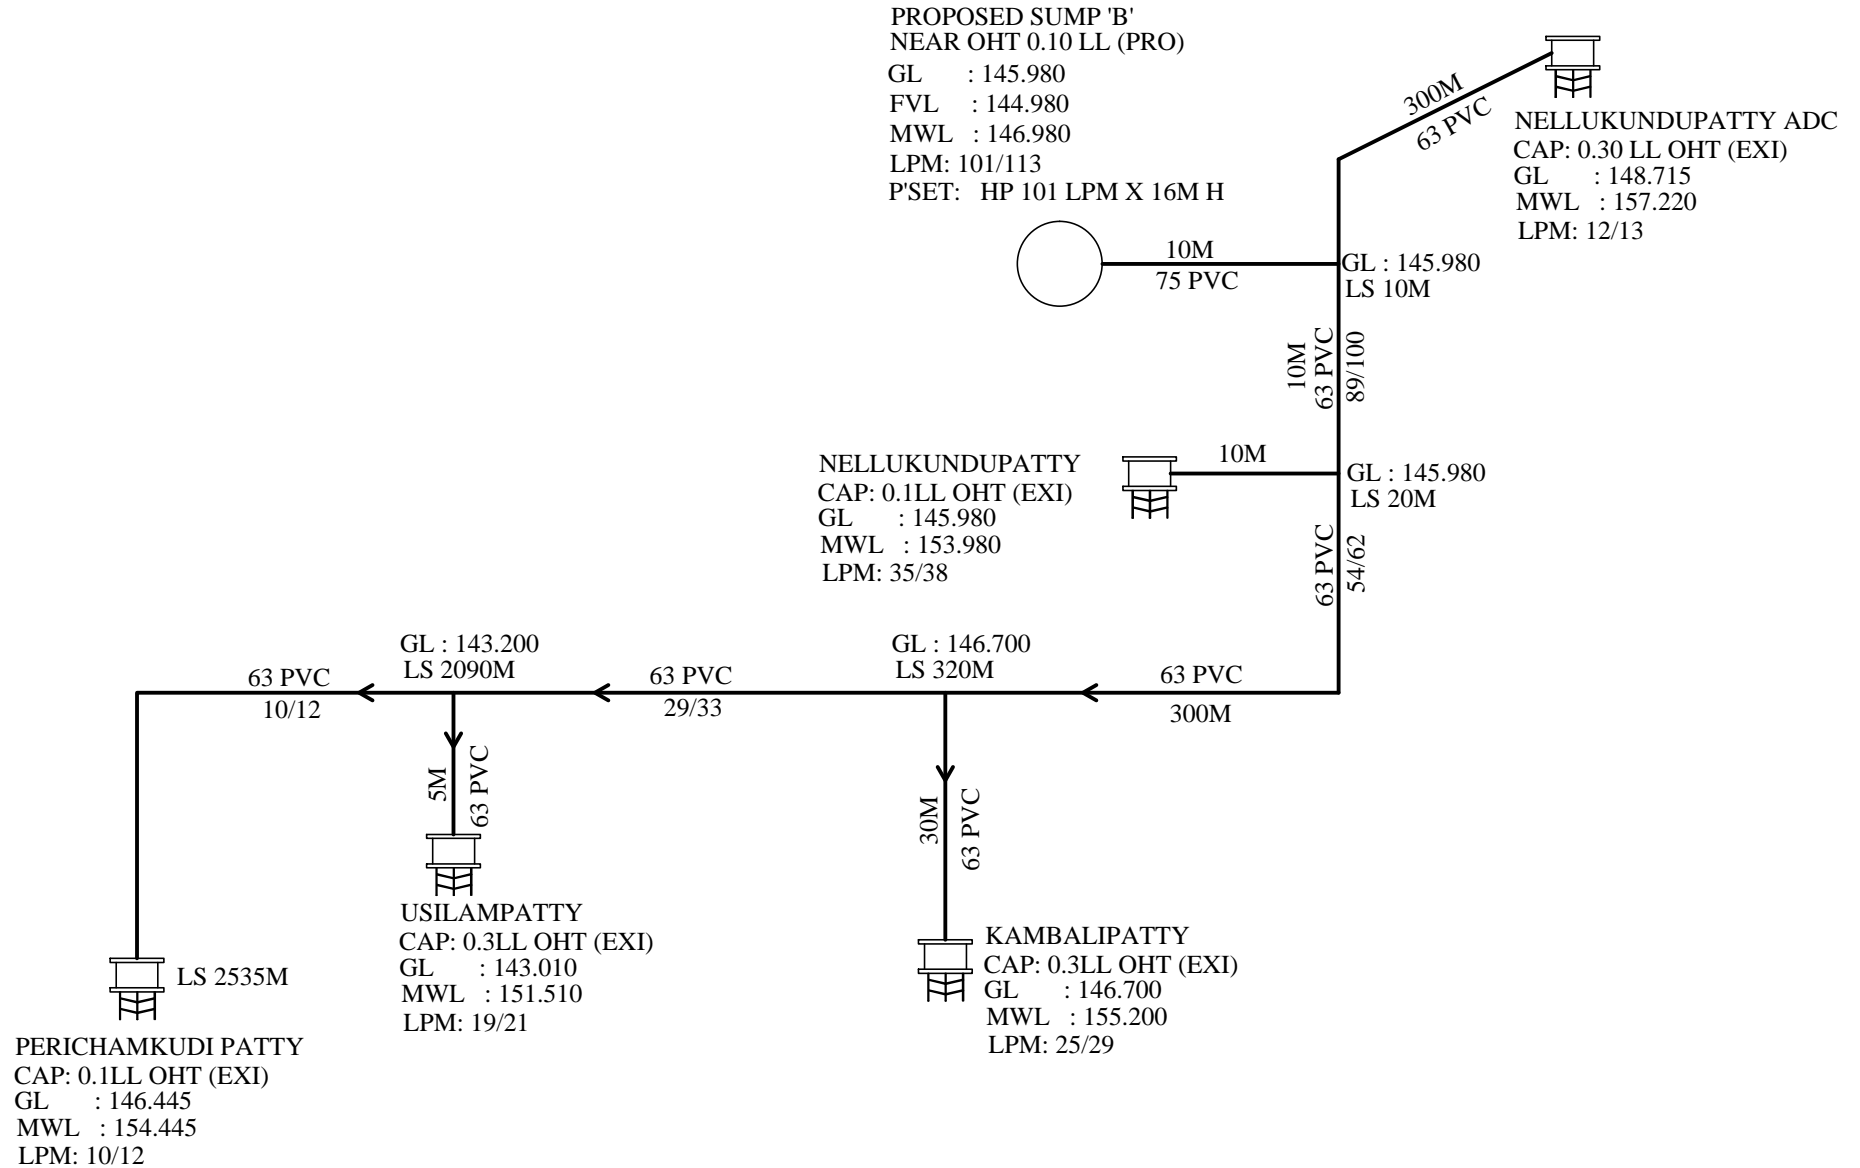 PROPOSED SUMP 'B'
NEAR OHT 0.10 LL (PRO)
GL : 145.980
FVL : 144.980
MWL : 146.980
LPM: 101/113
P'SET: HP 101 LPM X 16M H
300M
63 PVC
NELLUKUNDUPATTY ADC
CAP: 0.30 LL OHT (EXI)
GL : 148.715
MWL : 157.220
LPM: 12/13
10M
75 PVC
GL : 145.980
LS 10M
10M
63 PVC
89/100
NELLUKUNDUPATTY
CAP: 0.1LL OHT (EXI)
GL : 145.980
MWL : 153.980
LPM: 35/38
10M
GL : 145.980
LS 20M
63 PVC
54/62
GL : 143.200
LS 2090M
GL : 146.700
LS 320M
63 PVC
10/12
63 PVC
29/33
63 PVC
300M
5M
63 PVC
30M
63 PVC
USILAMPATTY
CAP: 0.3LL OHT (EXI)
GL : 143.010
MWL : 151.510
LPM: 19/21
KAMBALIPATTY
CAP: 0.3LL OHT (EXI)
GL : 146.700
MWL : 155.200
LPM: 25/29
LS 2535M
PERICHAMKUDI PATTY
CAP: 0.1LL OHT (EXI)
GL : 146.445
MWL : 154.445
LPM: 10/12